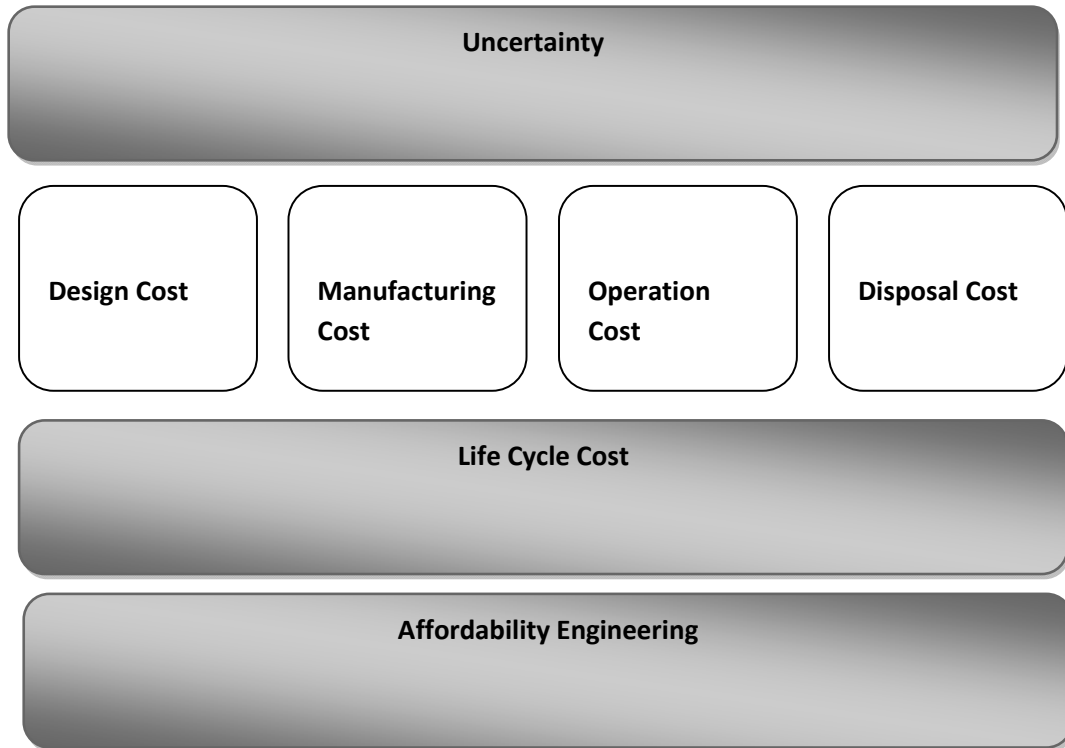 Uncertainty
Design Cost
Manufacturing
Cost
Operation
Cost
Disposal Cost
Life Cycle Cost
Affordability Engineering